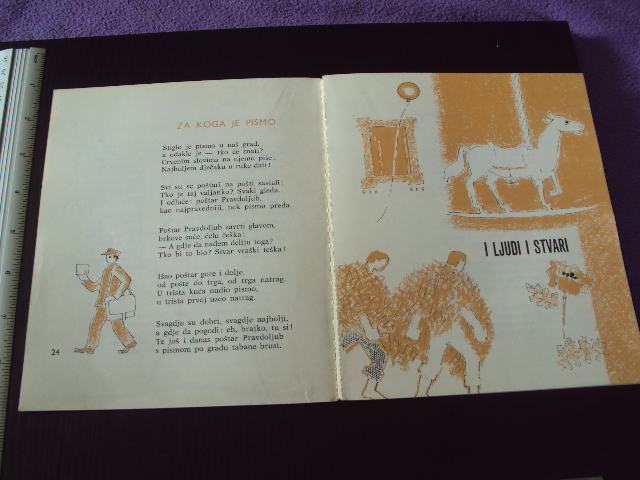 ZA KOGA JE PISMO
Stiglo je pismo u naš grad,
a odakle je — tko će znati?
Crvenim slovima na njemu piše:
Najboljem dječaku u ruke dati!
Svi su se poštari na pošti sastali:
Tko je taj valjanko? Svaki gleda.
I odluče: poštar Pravdoljub,
kao najpravedniji, nek pismo preda.
Poštar Pravdoljub zavrti glavom,
brkove suče, ćelu češka:
— A gdje da nađem deliju toga?
Tko bi to bio? Stvar vraški teška!
Išao poštar gore i dolje,
od pošte do trga, od trga natrag.
U trista kuća nudio pismo,
u trista prvoj uzeo natrag.
Svagdje su dobri, svagdje najbolji,
a gdje da pogodi: eh, brajko, tu si!
Te još i danas poštar Pravdoljub
s pismom po gradu tabane brusi.
24
I LJUDI I STVARI